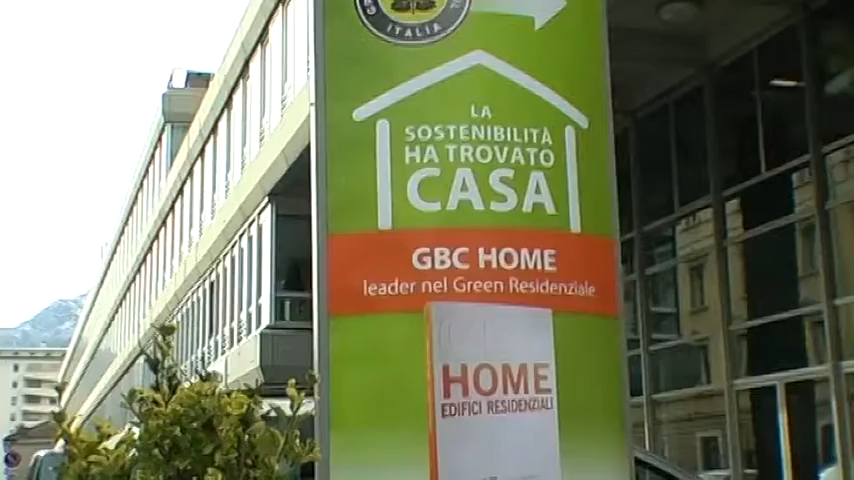 ITALIA
LA
SOSTENIBILITÀ
HA TROVATO
CASA
GBC HOME
leader nel Green Residenziale
HOME
EDIFICI RESIDENZIALI